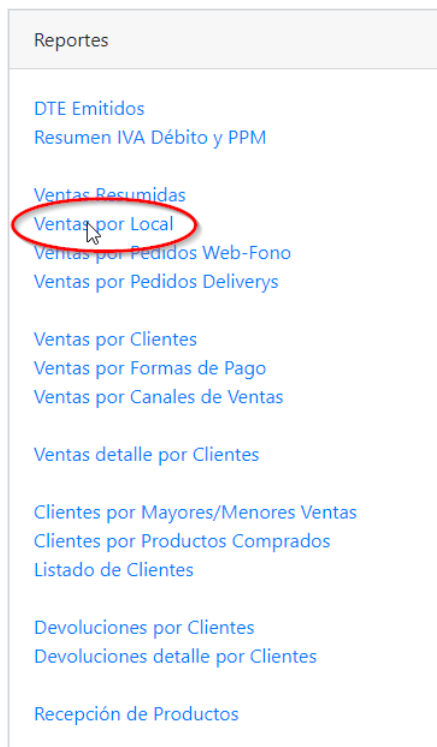 Reportes
DTE Emitidos
Resumen IVA Débito y PPM
Ventas Resumidas
Ventas por Local
Ventas por Pedidos Web-Fono
Ventas por Pedidos Deliverys
Ventas por Clientes
Ventas por Formas de Pago
Ventas por Canales de Ventas
Ventas detalle por Clientes
Clientes por Mayores/Menores Ventas
Clientes por Productos Comprados
Listado de Clientes
Devoluciones por Clientes
Devoluciones detalle por Clientes
Recepción de Productos